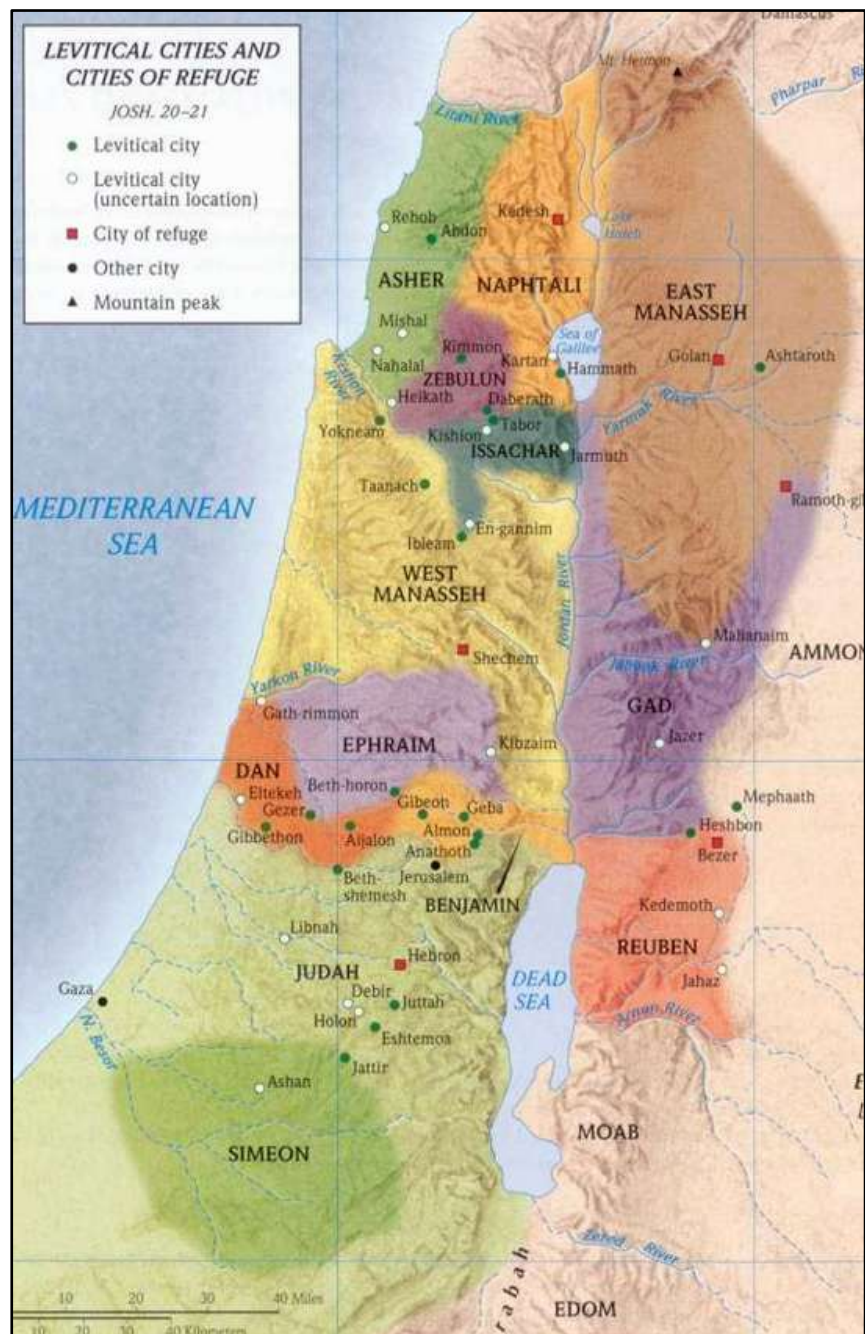 LEVITICAL CITIES AND
CITIES OF REFUGE
JOSH. 20–21
Levitical city
Levitical city
(uncertain location)
City of refuge
Other city
Mountain peak
Damascus
Mt. Hermon
Pharpar
Litani River
Rehob
Abdon
Kedesh
Lake
ASHER
NAPHTALI
EAST
MANASSEH
Mishal
Rimmon
Kartan
Sea of
Galilee
Golan
Ashtaroth
Nahalal
ZEBULUN
Hammath
Kishon
River
Helkath
Daberath
Yarmuk River
Yokneam
Kishion
Tabor
ISSACHAR
Jarmuth
Taanach
Ramoth-gil
MEDITERRANEAN
SEA
En-gannim
Ibleam
WEST
MANASSEH
Jordan River
Shechem
Mahanaim
Jabbok River
AMMON
Yarkon River
Gath-rimmon
GAD
EPHRAIM
Kibzaim
Jazer
DAN
Beth-horon
Eltekeh
Gezer
Gibeon
Geba
Mephaath
Gibbethon
Aijalon
Almon
Heshbon
Anathoth
Bezer
Beth-
shemesh
Jerusalem
BENJAMIN
Kedemoth
Libnah
REUBEN
JUDAH
Hebron
DEAD
SEA
Jahaz
Gaza
Debir
Juttah
Holon
Arnon River
N. Besor
Eshtemoa
Jattir
Ashan
MOAB
SIMEON
Zered River
10 20 30 40 Miles
rabah
EDOM
10 20 30 40 Kilometers